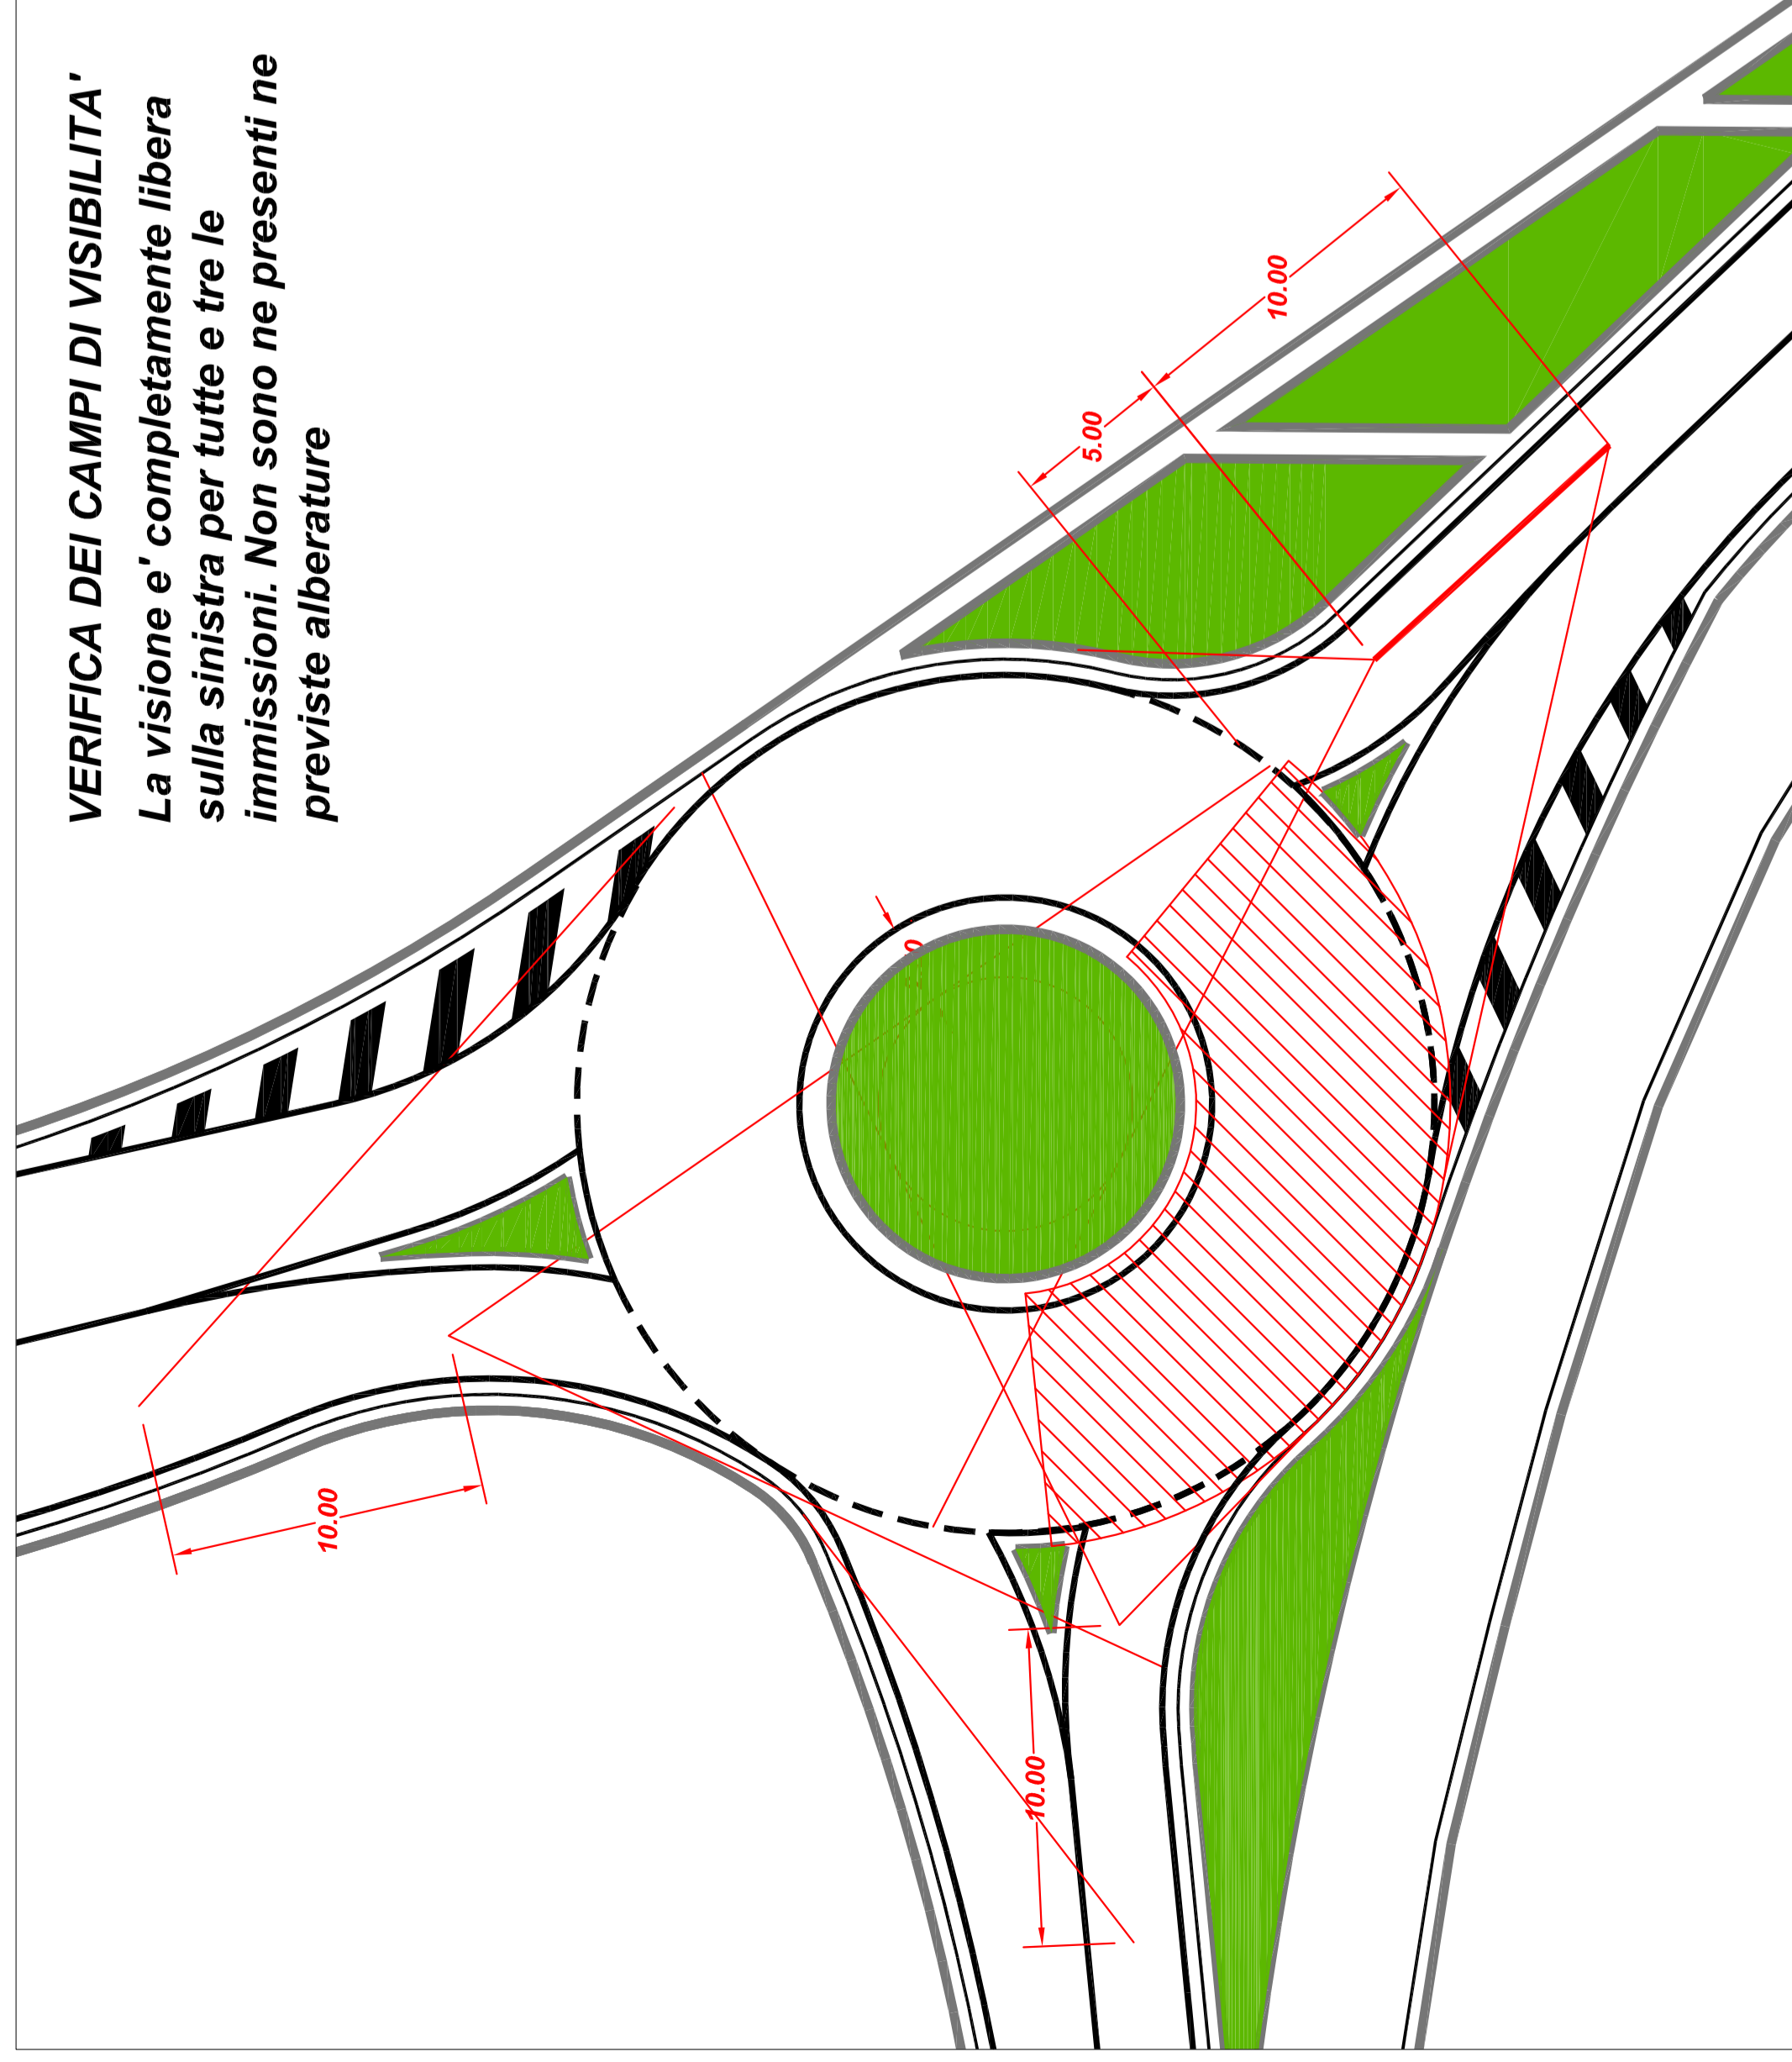 VERIFICA DEI CAMPI DI VISIBILITA'
La visione e' completamente libera
sulla sinistra per tutte e tre le
immissioni. Non sono ne presenti ne
previste alberature
10.00
5.00
10.00
10.00